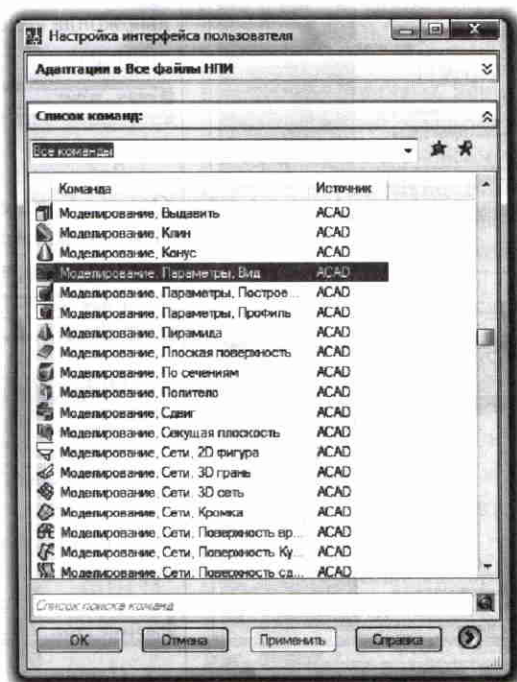 Настройка интерфейса пользователя
Адаптации в Все файлы НПИ
Список команд:
Все команды
Команда Источник
Моделирование, Выдавить ACAD
Моделирование, Клин ACAD
Моделирование, Конус ACAD
Моделирование, Параметры, Вид ACAD
Моделирование, Параметры, Построе... ACAD
Моделирование, Параметры, Профиль ACAD
Моделирование, Пирамида ACAD
Моделирование, Плоская поверхность ACAD
Моделирование, По сечениям ACAD
Моделирование, Политело ACAD
Моделирование, Сдвиг ACAD
Моделирование, Секущая плоскость ACAD
Моделирование, Сети, 2D фигура ACAD
Моделирование, Сети, 3D грань ACAD
Моделирование, Сети, 3D сеть ACAD
Моделирование, Сети, Кромка ACAD
Моделирование, Сети, Поверхность вр... ACAD
Моделирование, Сети, Поверхность Ку... ACAD
Моделирование, Сети, Поверхность сд... ACAD
Список поиска команд
ОК Отмена Применить Справка